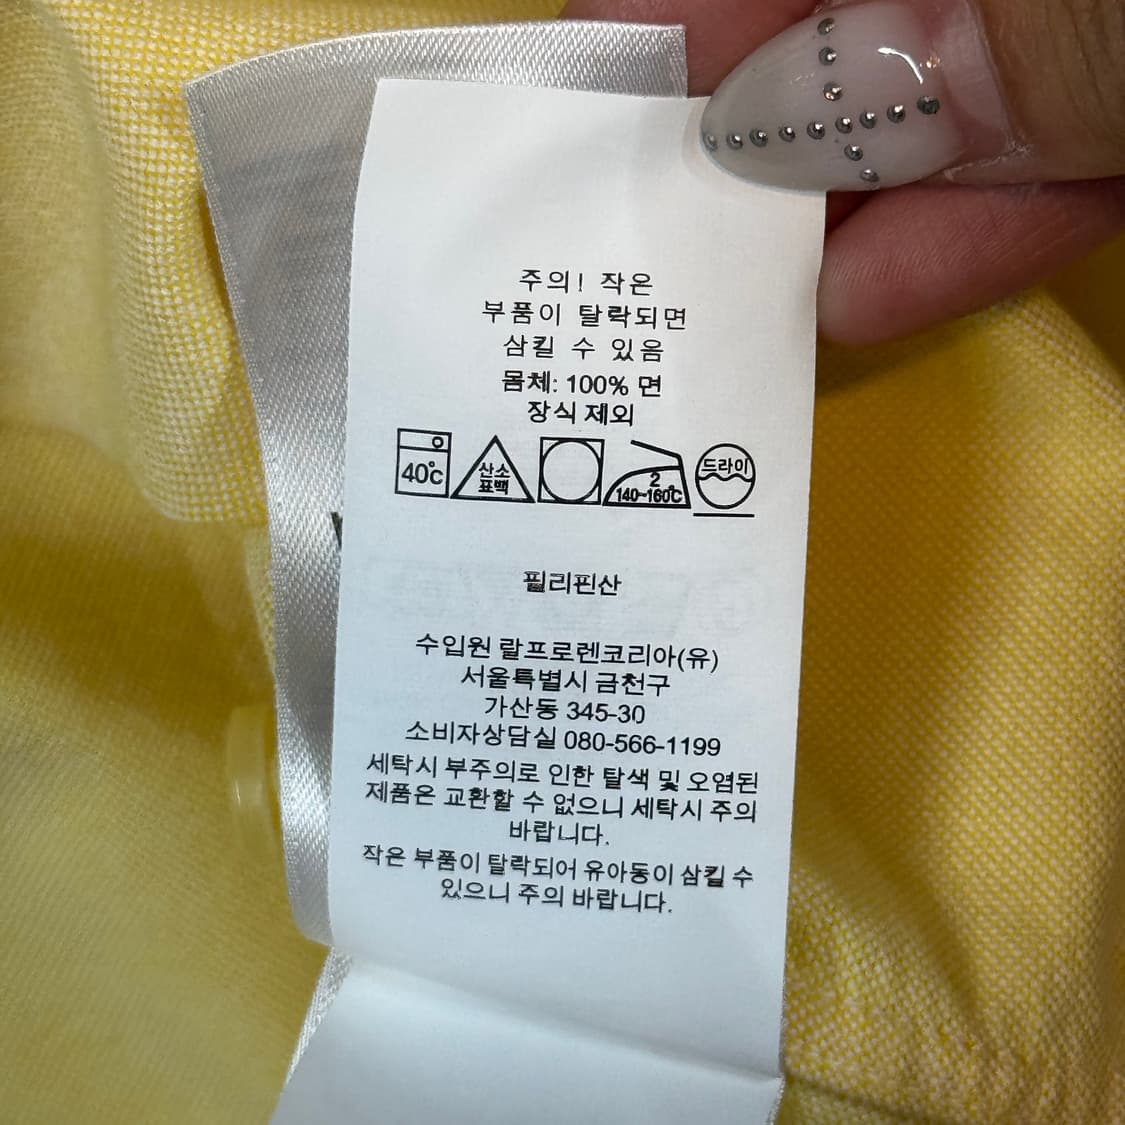 주의! 작은
부품이 탈락되면
삼킬 수 있음
몸체: 100% 면
장식 제외
40℃ 산소 표백 2 140~160℃ 드라이
필리핀산
수입원 랄프로렌코리아(유)
서울특별시 금천구
가산동 345-30
소비자상담실 080-566-1199
세탁시 부주의로 인한 탈색 및 오염된
제품은 교환할 수 없으니 세탁시 주의
바랍니다.
작은 부품이 탈락되어 유아동이 삼킬 수
있으니 주의 바랍니다.